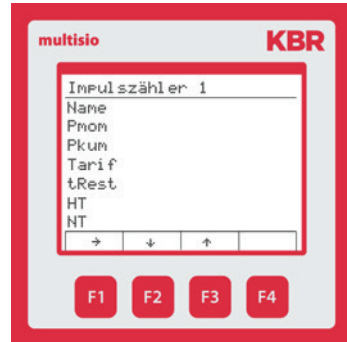 multisio
KBR
Impulszähler 1
Name
Pmom
Pkum
Tarif
tRest
HT
NT
→ ↓ ↑
F1 F2 F3 F4